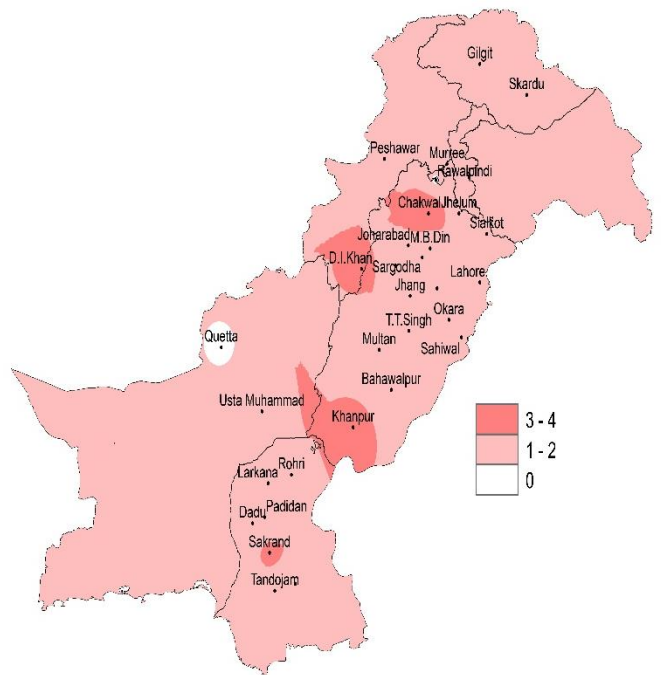 Gilgit
Skardu
Peshawar
Murree
Rawalpindi
Chakwal
Jhelum
Sialkot
Joharabad
M.B.Din
D.I.Khan
Sargodha
Lahore
Jhang
Okara
T.T.Singh
Quetta
Multan
Sahiwal
Bahawalpur
Usta Muhammad
Khanpur
3 - 4
1 - 2
0
Rohri
Larkana
Padidan
Dadu
Sakrand
Tandojam